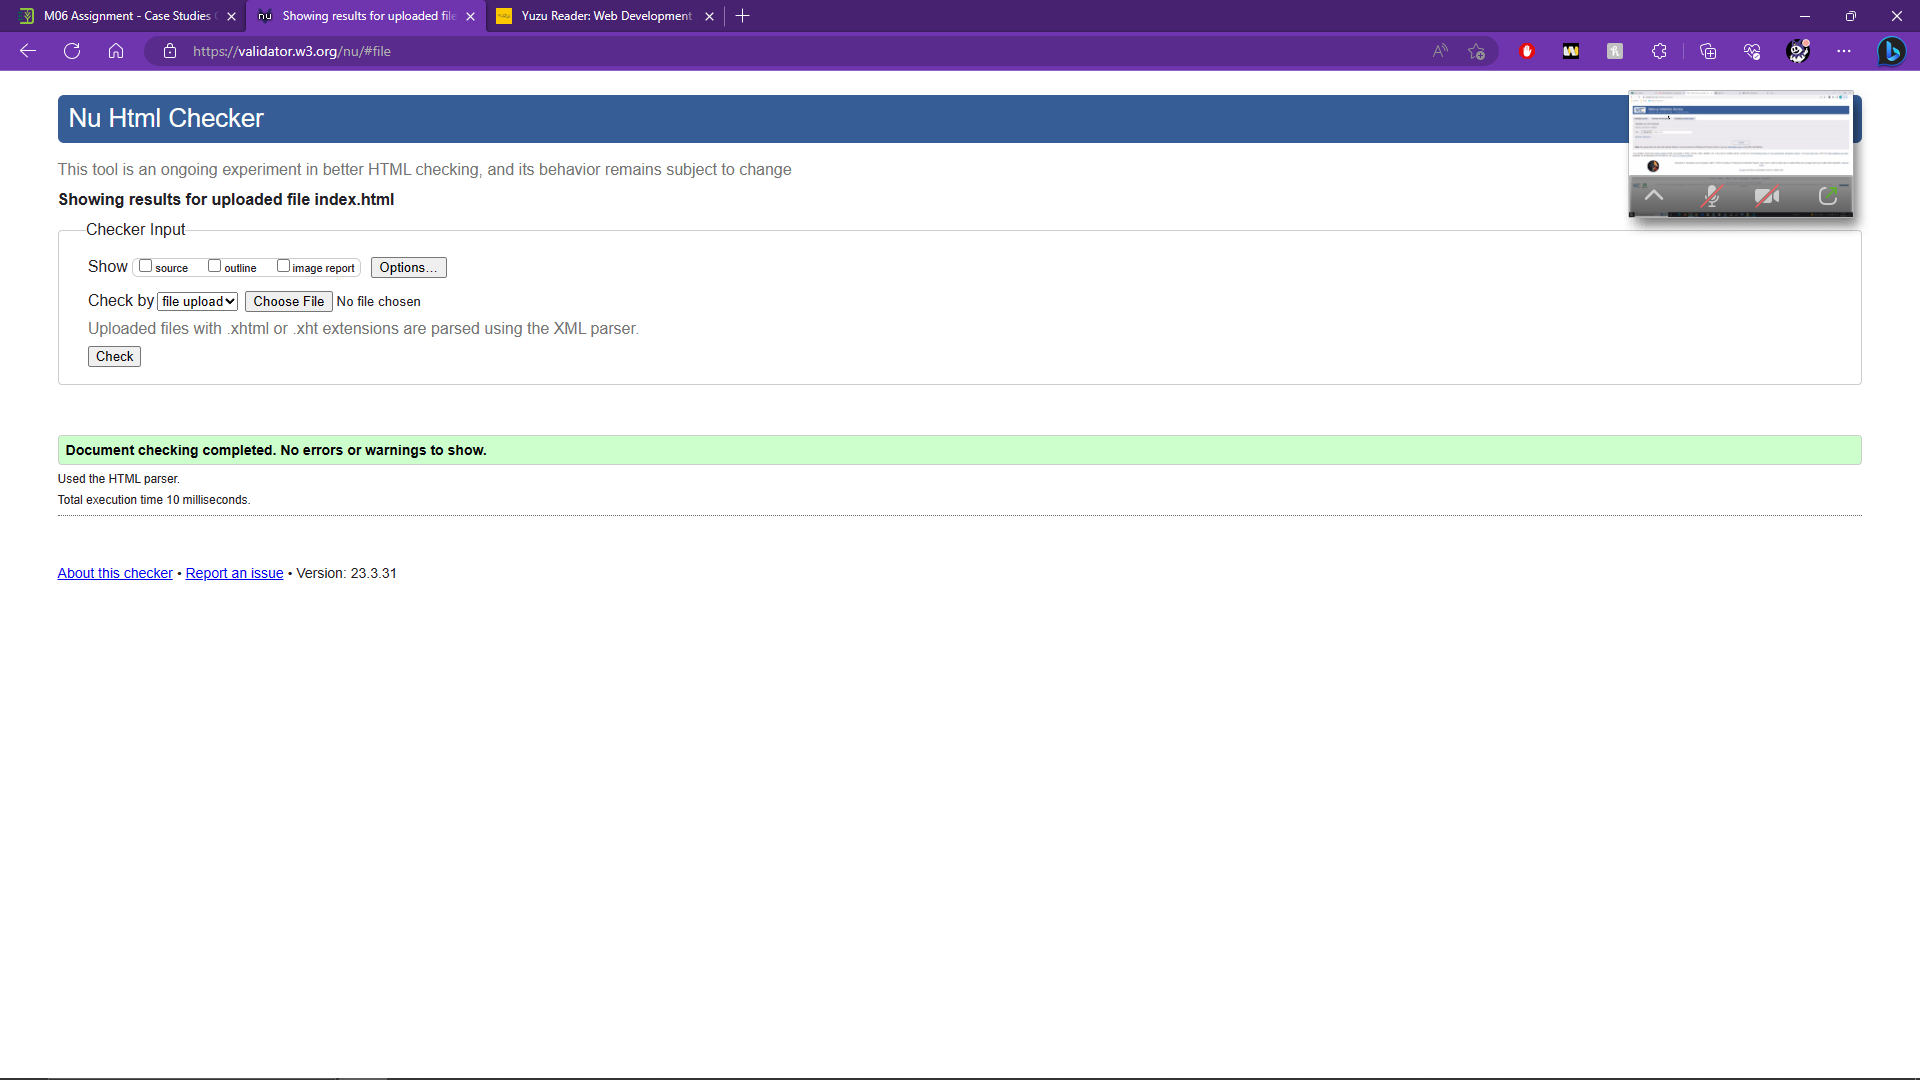 M06 Assignment - Case Studies
nu Showing results for uploaded file
Yuzu Reader: Web Development
https://validator.w3.org/nu/#file
Nu Html Checker
This tool is an ongoing experiment in better HTML checking, and its behavior remains subject to change
Showing results for uploaded file index.html
Checker Input
Show source outline image report Options...
Check by file upload Choose File No file chosen
Uploaded files with .xhtml or .xht extensions are parsed using the XML parser.
Check
Document checking completed. No errors or warnings to show.
Used the HTML parser.
Total execution time 10 milliseconds.
About this checker • Report an issue • Version: 23.3.31